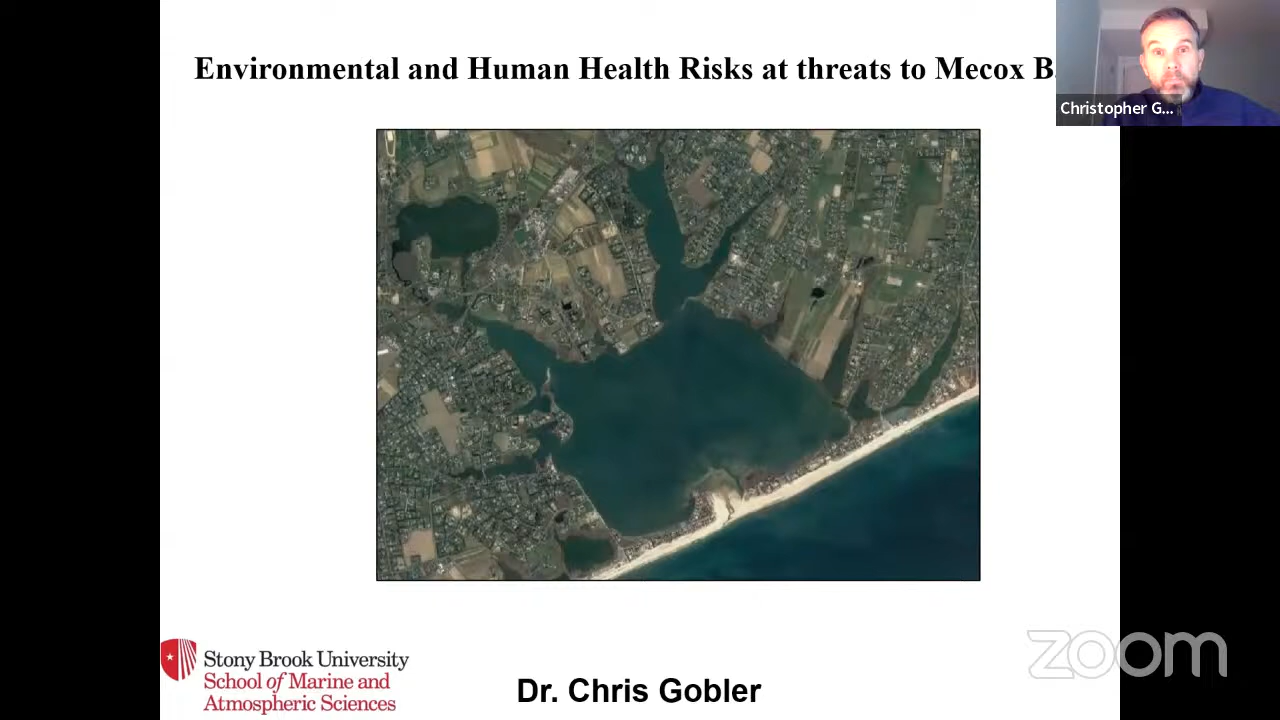 Environmental and Human Health Risks at threats to Mecox B
Christopher G...
Stony Brook University
School of Marine and
Atmospheric Sciences
Dr. Chris Gobler
zoom